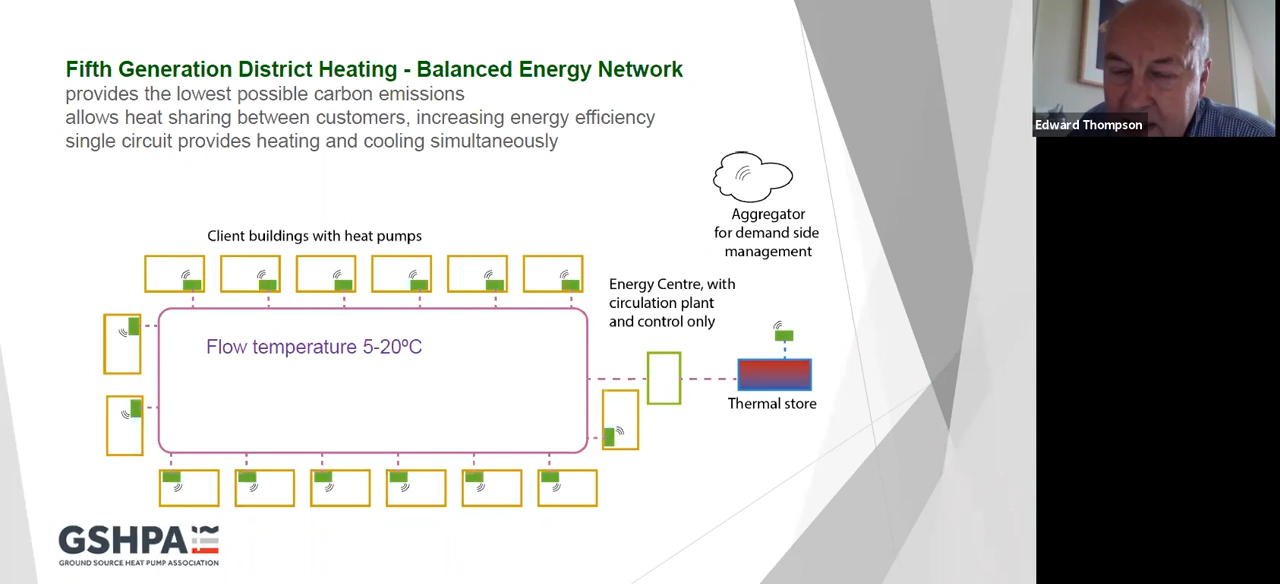 Fifth Generation District Heating - Balanced Energy Network
provides the lowest possible carbon emissions
allows heat sharing between customers, increasing energy efficiency
single circuit provides heating and cooling simultaneously
Edward Thompson
Aggregator
for demand side
management
Client buildings with heat pumps
Energy Centre, with
circulation plant
and control only
Flow temperature 5-20ºC
Thermal store
GSHPA
GROUND SOURCE HEAT PUMP ASSOCIATION